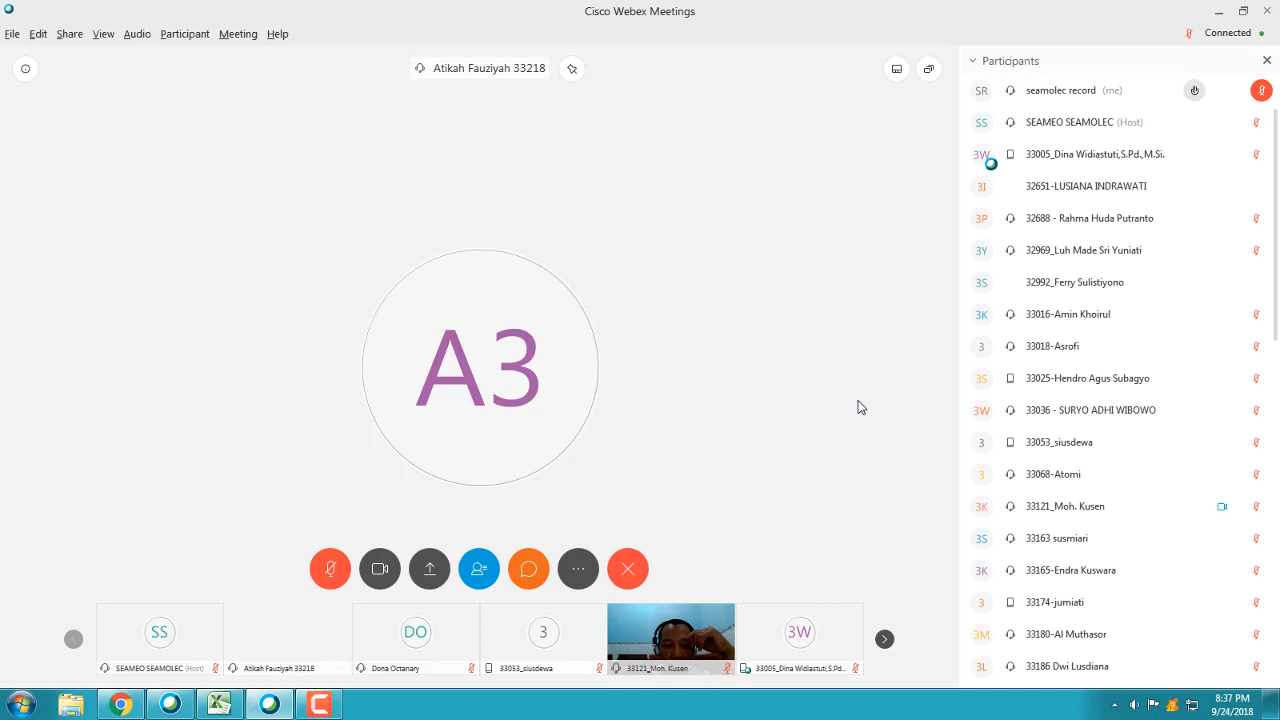 Cisco Webex Meetings
File Edit Share View Audio Participant Meeting Help
Connected
Atikah Fauziyah 33218
A3
Participants
SR seamolec record (me)
SS SEAMEO SEAMOLEC (Host)
3W 33005_Dina Widiastuti,S.Pd.,M.Si.
3I 32651-LUSIANA INDRAWATI
3P 32688 - Rahma Huda Putranto
3Y 32969_Luh Made Sri Yuniati
3S 32992_Ferry Sulistiyono
3K 33016-Amin Khoirul
3 33018-Asrofi
3S 33025-Hendro Agus Subagyo
3W 33036 - SURYO ADHI WIBOWO
3 33053_siusdewa
3 33068-Atomi
3K 33121_Moh. Kusen
3S 33163 susmiari
3K 33165-Endra Kuswara
3 33174-jumiati
3M 33180-Al Muthasor
3L 33186 Dwi Lusdiana
SS DO 3 3W
SEAMEO SEAMOLEC (Host) Atikah Fauziyah 33218 Dona Octanary 33053_siusdewa 33121_Moh. Kusen 33005_Dina Widiastuti,S.Pd...
8:37 PM
9/24/2018